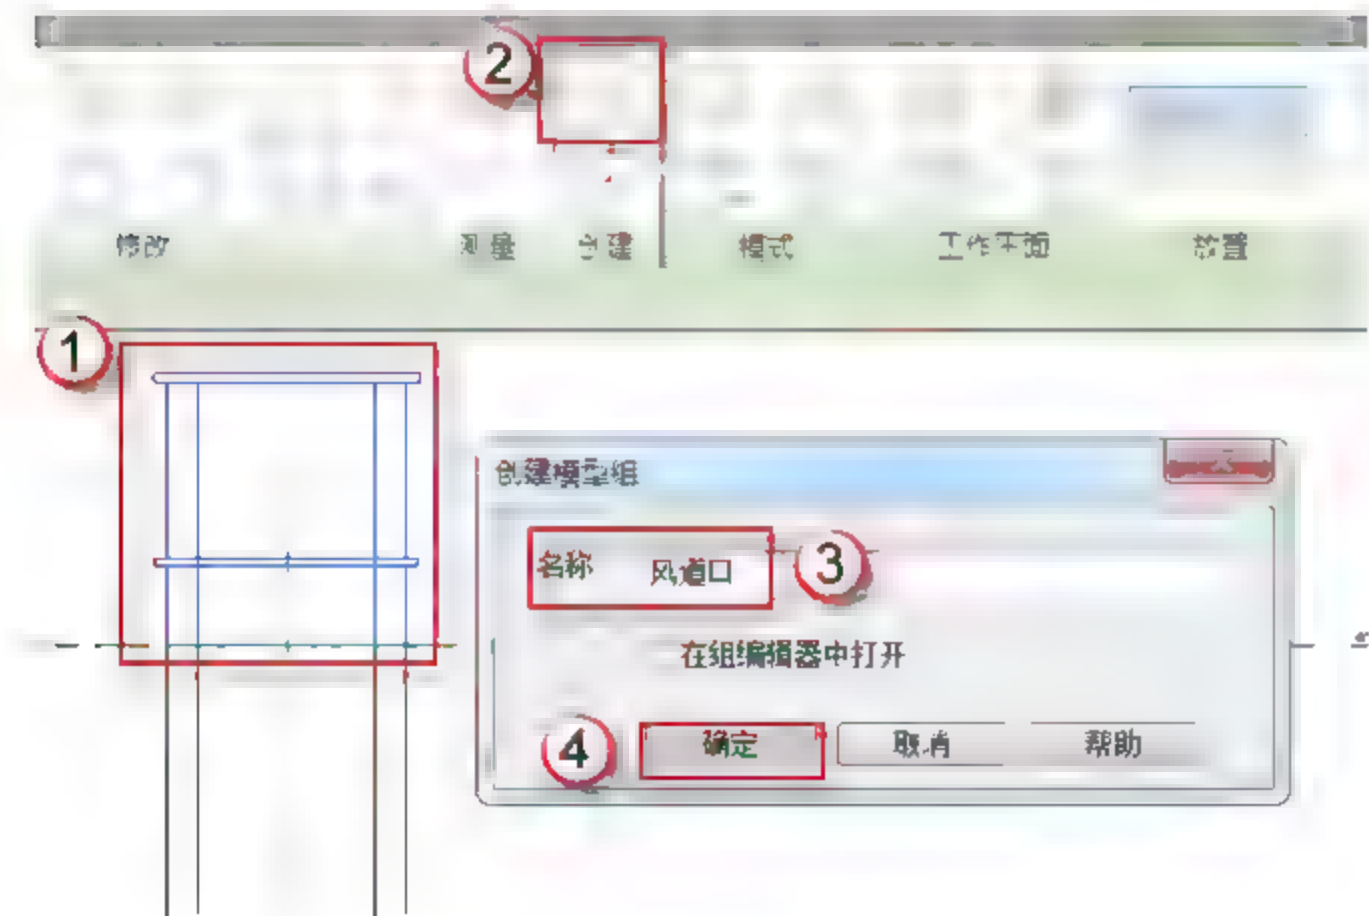 2
修改 测量 创建 模式 工作平面 放置
1
创建模型组
名称 风道口 3
在组编辑器中打开
4 确定 取消 帮助